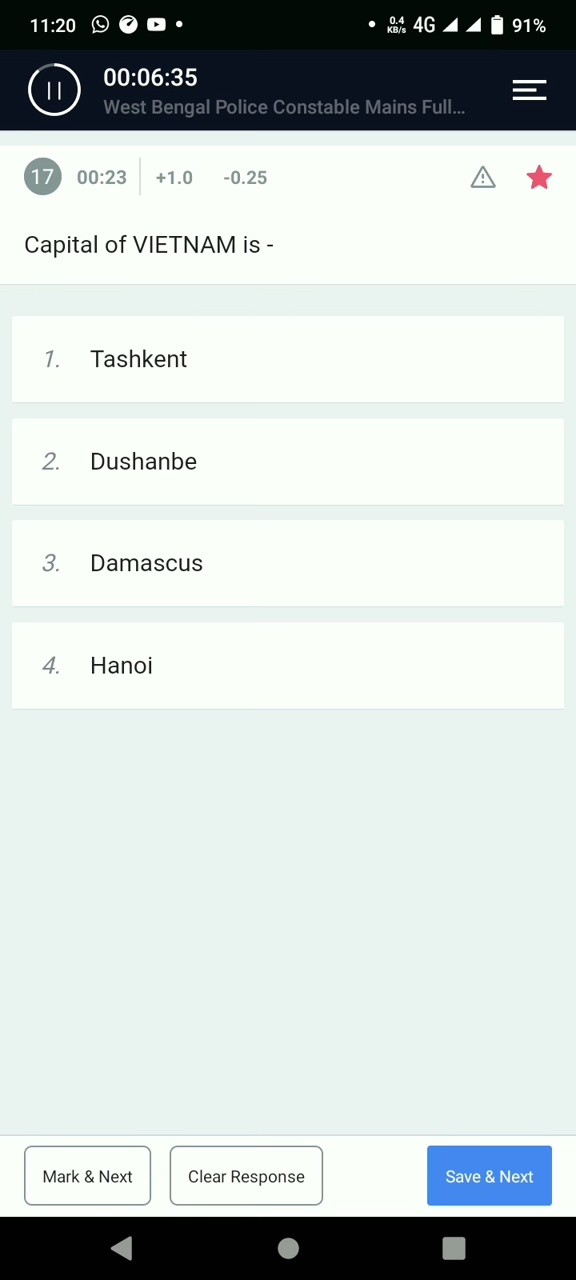 11:20 0.4 KB/s 4G 91%
00:06:35
West Bengal Police Constable Mains Full...
17 00:23 +1.0 -0.25
Capital of VIETNAM is -
1. Tashkent
2. Dushanbe
3. Damascus
4. Hanoi
Mark & Next Clear Response Save & Next